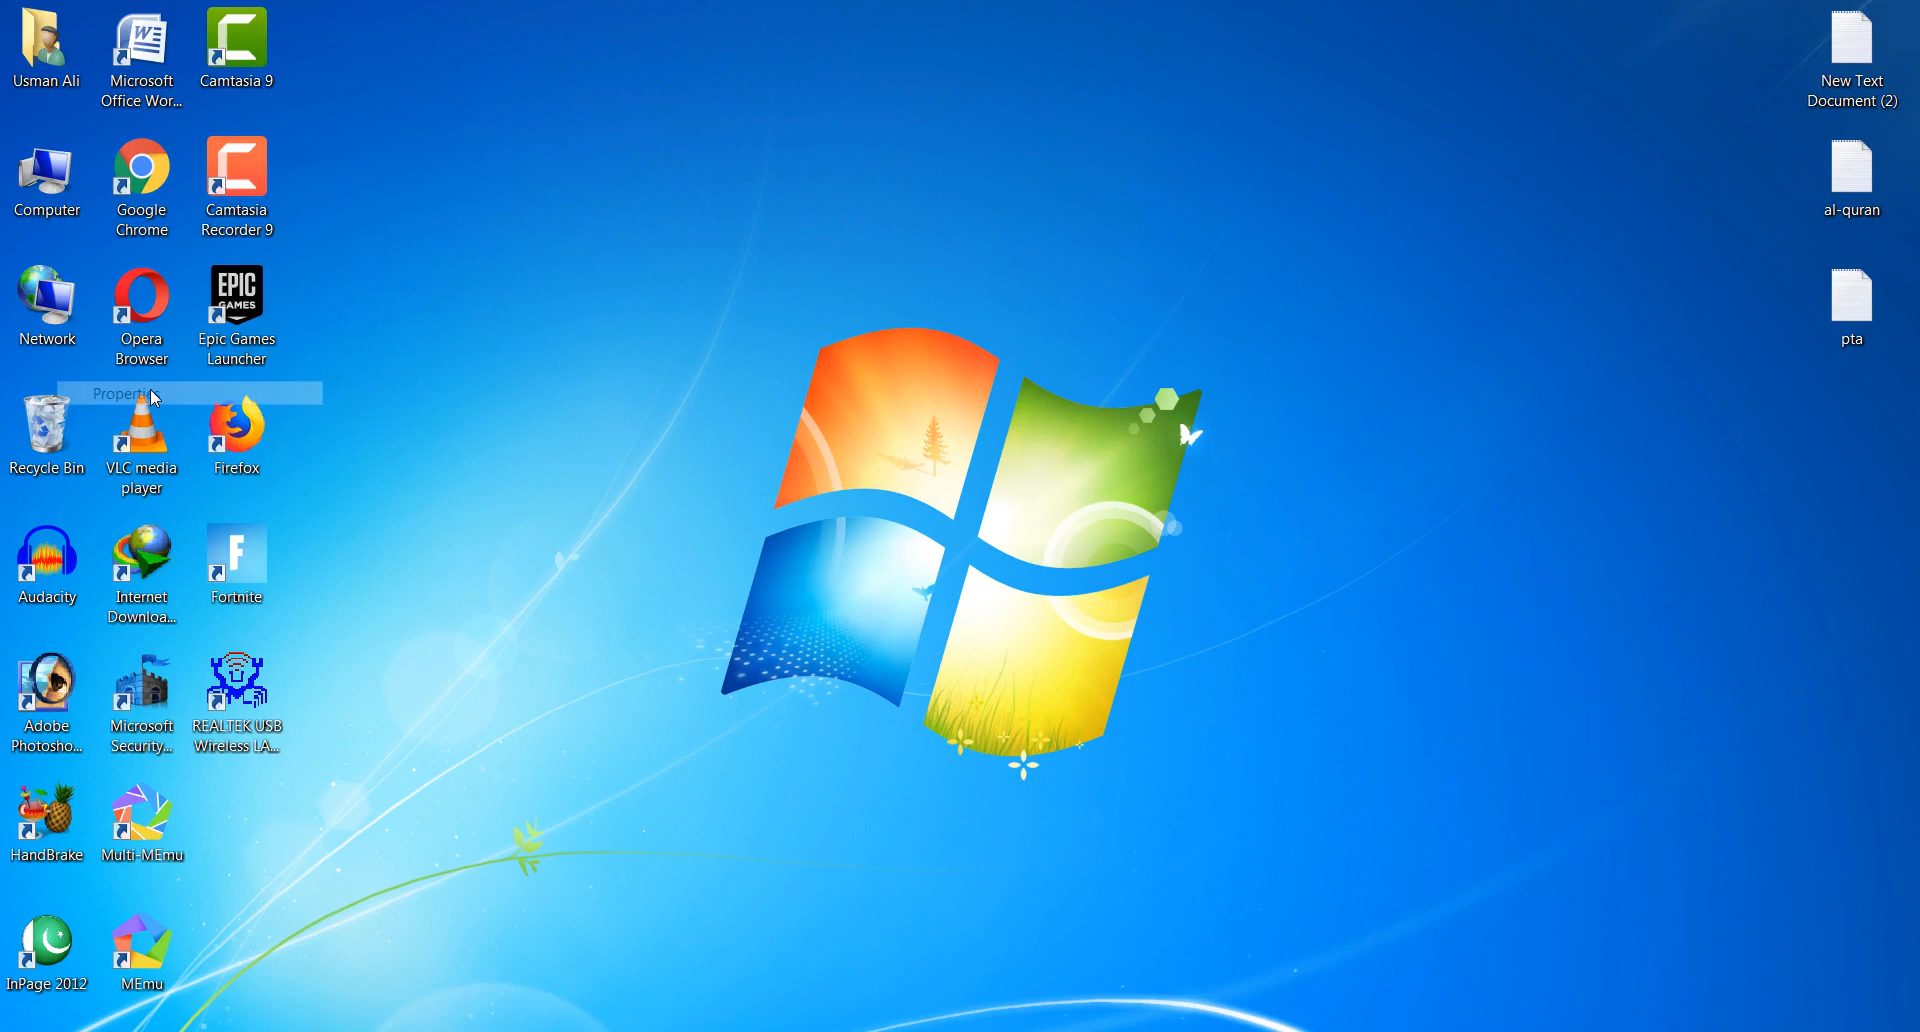 Usman Ali
Microsoft
Office Wor...
Camtasia 9
New Text
Document (2)
Computer
Google
Chrome
Camtasia
Recorder 9
al-quran
EPIC
GAMES
Network
Opera
Browser
Epic Games
Launcher
pta
Properties
Recycle Bin
VLC media
player
Firefox
F
Audacity
Internet
Downloa...
Fortnite
Adobe
Photosho...
Microsoft
Security...
REALTEK USB
Wireless LA...
HandBrake
Multi-MEmu
InPage 2012
MEmu